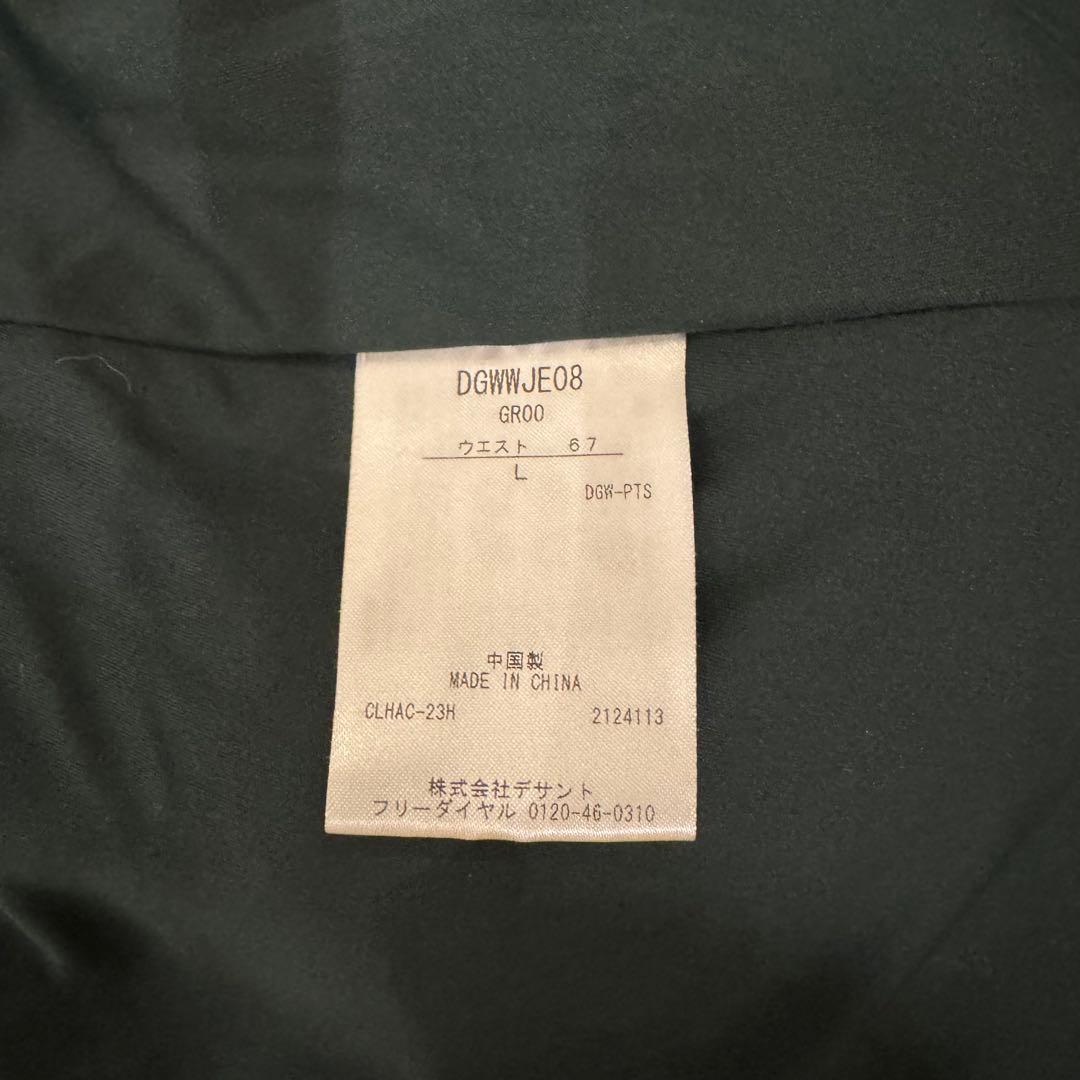 DGWWJE08
GR00
ウエスト 67
L
DGW-PTS
中国製
MADE IN CHINA
CLHAC-23H 2124113
株式会社デサント
フリーダイヤル 0120-46-0310